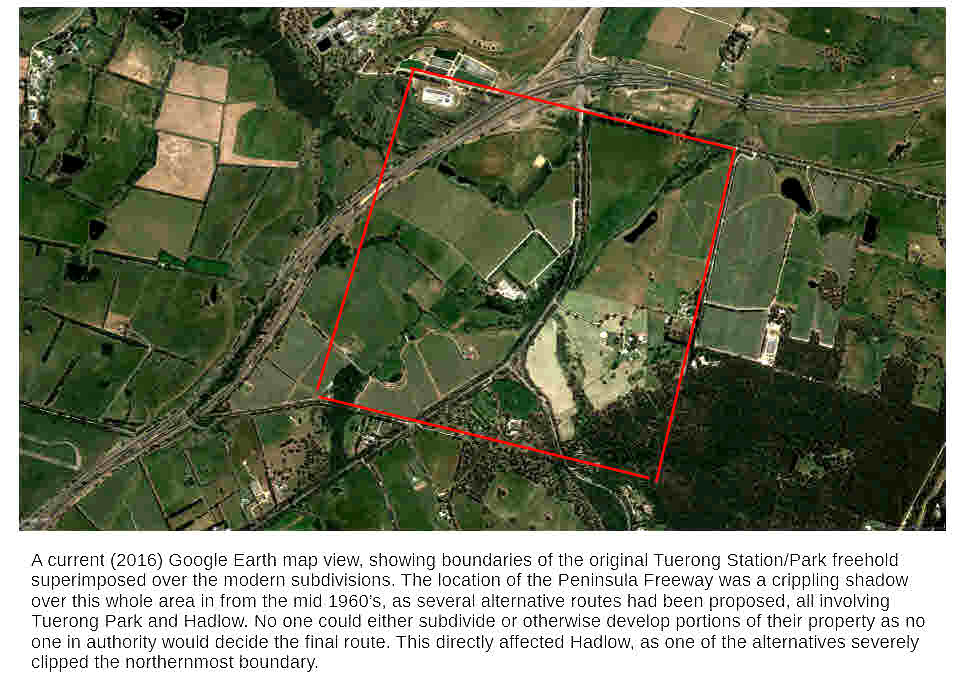 A current (2016) Google Earth map view, showing boundaries of the original Tuerong Station/Park freehold
superimposed over the modern subdivisions. The location of the Peninsula Freeway was a crippling shadow
over this whole area in from the mid 1960’s, as several alternative routes had been proposed, all involving
Tuerong Park and Hadlow. No one could either subdivide or otherwise develop portions of their property as no
one in authority would decide the final route. This directly affected Hadlow, as one of the alternatives severely
clipped the northernmost boundary.